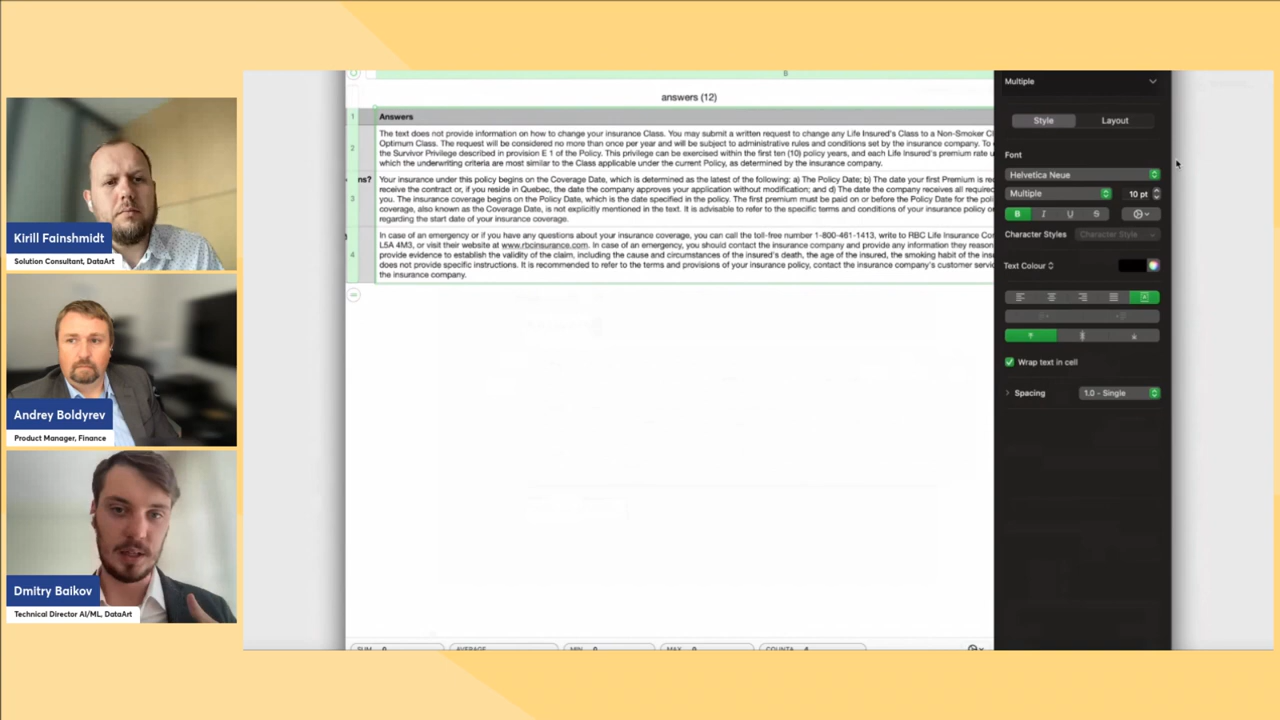 Kirill Fainshmidt
Solution Consultant, DataArt
Andrey Boldyrev
Product Manager, Finance
Dmitry Baikov
Technical Director AI/ML, DataArt
B
answers (12)
1
Answers
2
The text does not provide information on how to change your insurance Class. You may submit a written request to change any Life Insured's Class to a Non-Smoker Cl
Optimum Class. The request will be considered no more than once per year and will be subject to administrative rules and conditions set by the insurance company. To
the Survivor Privilege described in provision E 1 of the Policy. This privilege can be exercised within the first ten (10) policy years, and each Life Insured's premium rate u
which the underwriting criteria are most similar to the Class applicable under the current Policy, as determined by the insurance company.
ns?
3
Your insurance under this policy begins on the Coverage Date, which is determined as the latest of the following: a) The Policy Date; b) The date your first Premium is rec
receive the contract or, if you reside in Quebec, the date the company approves your application without modification; and d) The date the company receives all required
you. The insurance coverage begins on the Policy Date, which is the date specified in the policy. The first premium must be paid on or before the Policy Date for the poli
coverage, also known as the Coverage Date, is not explicitly mentioned in the text. It is advisable to refer to the specific terms and conditions of your insurance policy or
regarding the start date of your insurance coverage.
4
In case of an emergency or if you have any questions about your insurance coverage, you can call the toll-free number 1-800-461-1413, write to RBC Life Insurance Co
L5A 4M3, or visit their website at www.rbcinsurance.com. In case of an emergency, you should contact the insurance company and provide any information they reason
provide evidence to establish the validity of the claim, including the cause and circumstances of the insured's death, the age of the insured, the smoking habit of the ins
does not provide specific instructions. It is recommended to refer to the terms and provisions of your insurance policy, contact the insurance company's customer servic
the insurance company.
SUM 0
AVERAGE
MIN 0
MAX 0
COUNTA
Multiple
Style
Layout
Font
Helvetica Neue
Multiple
10 pt
B
I
U
S
Character Styles
Character Style
Text Colour
Wrap text in cell
Spacing
1.0 - Single